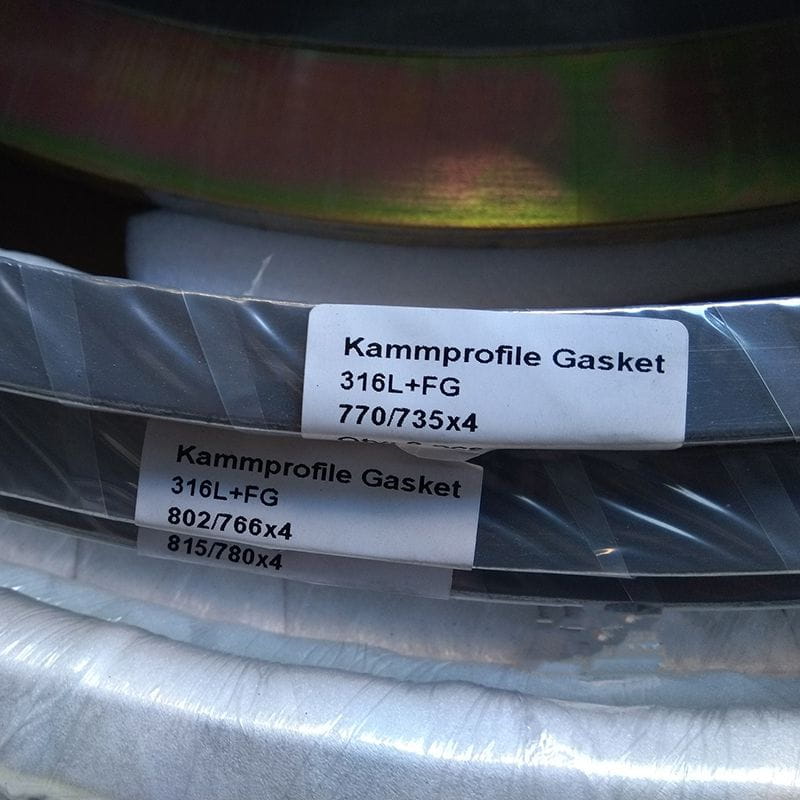 Kammprofile Gasket
316L+FG
770/735x4
Kammprofile Gasket
316L+FG
802/766x4
815/780x4